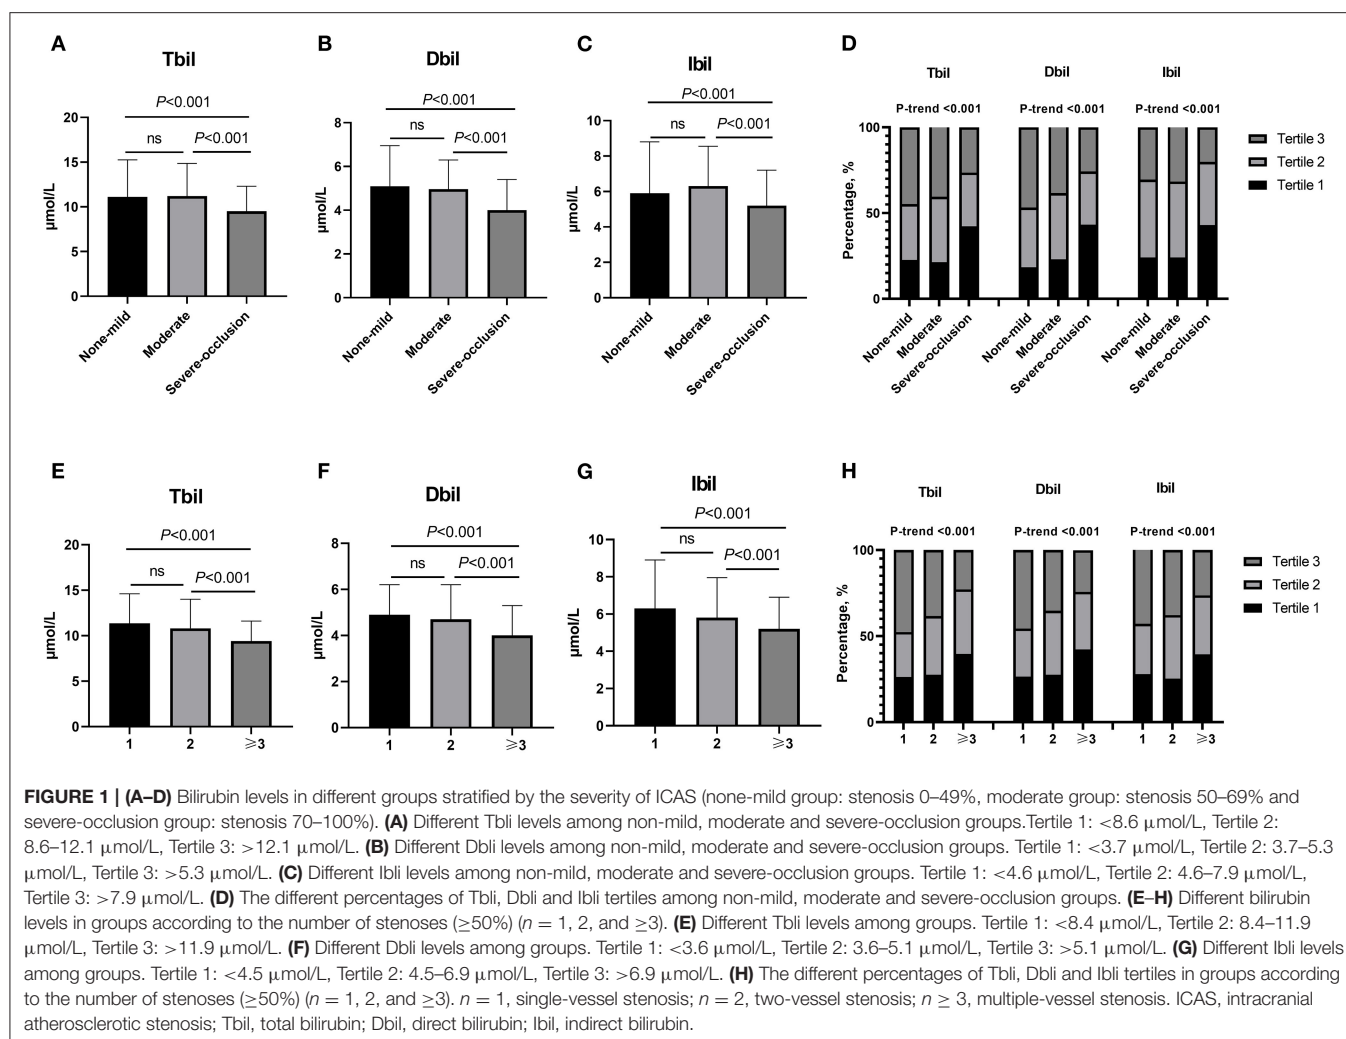 A
Tbil
P<0.001
ns
P<0.001
μmol/L
20
15
10
5
0
None-mild
Moderate
Severe-occlusion
B
Dbil
P<0.001
ns
P<0.001
μmol/L
8
6
4
2
0
None-mild
Moderate
Severe-occlusion
C
Ibil
P<0.001
ns
P<0.001
μmol/L
10
8
6
4
2
0
None-mild
Moderate
Severe-occlusion
D
Tbil
Dbil
Ibil
P-trend <0.001
P-trend <0.001
P-trend <0.001
Percentage, %
100
50
0
None-mild
Moderate
Severe-occlusion
None-mild
Moderate
Severe-occlusion
None-mild
Moderate
Severe-occlusion
Tertile 3
Tertile 2
Tertile 1
E
Tbil
P<0.001
ns
P<0.001
μmol/L
20
15
10
5
0
1
2
≥3
F
Dbil
P<0.001
ns
P<0.001
μmol/L
8
6
4
2
0
1
2
≥3
G
Ibil
P<0.001
ns
P<0.001
μmol/L
10
8
6
4
2
0
1
2
≥3
H
Tbil
Dbil
Ibil
P-trend <0.001
P-trend <0.001
P-trend <0.001
Percentage, %
100
50
0
1 2 ≥3
1 2 ≥3
1 2 ≥3
Tertile 3
Tertile 2
Tertile 1
FIGURE 1 | (A–D) Bilirubin levels in different groups stratified by the severity of ICAS (none-mild group: stenosis 0–49%, moderate group: stenosis 50–69% and
severe-occlusion group: stenosis 70–100%). (A) Different Tbli levels among non-mild, moderate and severe-occlusion groups.Tertile 1: <8.6 μmol/L, Tertile 2:
8.6–12.1 μmol/L, Tertile 3: >12.1 μmol/L. (B) Different Dbli levels among non-mild, moderate and severe-occlusion groups. Tertile 1: <3.7 μmol/L, Tertile 2: 3.7–5.3
μmol/L, Tertile 3: >5.3 μmol/L. (C) Different Ibli levels among non-mild, moderate and severe-occlusion groups. Tertile 1: <4.6 μmol/L, Tertile 2: 4.6–7.9 μmol/L,
Tertile 3: >7.9 μmol/L. (D) The different percentages of Tbli, Dbli and Ibli tertiles among non-mild, moderate and severe-occlusion groups. (E–H) Different bilirubin
levels in groups according to the number of stenoses (≥50%) (n = 1, 2, and ≥3). (E) Different Tbli levels among groups. Tertile 1: <8.4 μmol/L, Tertile 2: 8.4–11.9
μmol/L, Tertile 3: >11.9 μmol/L. (F) Different Dbli levels among groups. Tertile 1: <3.6 μmol/L, Tertile 2: 3.6–5.1 μmol/L, Tertile 3: >5.1 μmol/L. (G) Different Ibli levels
among groups. Tertile 1: <4.5 μmol/L, Tertile 2: 4.5–6.9 μmol/L, Tertile 3: >6.9 μmol/L. (H) The different percentages of Tbli, Dbli and Ibli tertiles in groups according
to the number of stenoses (≥50%) (n = 1, 2, and ≥3). n = 1, single-vessel stenosis; n = 2, two-vessel stenosis; n ≥ 3, multiple-vessel stenosis. ICAS, intracranial
atherosclerotic stenosis; Tbil, total bilirubin; Dbil, direct bilirubin; Ibil, indirect bilirubin.